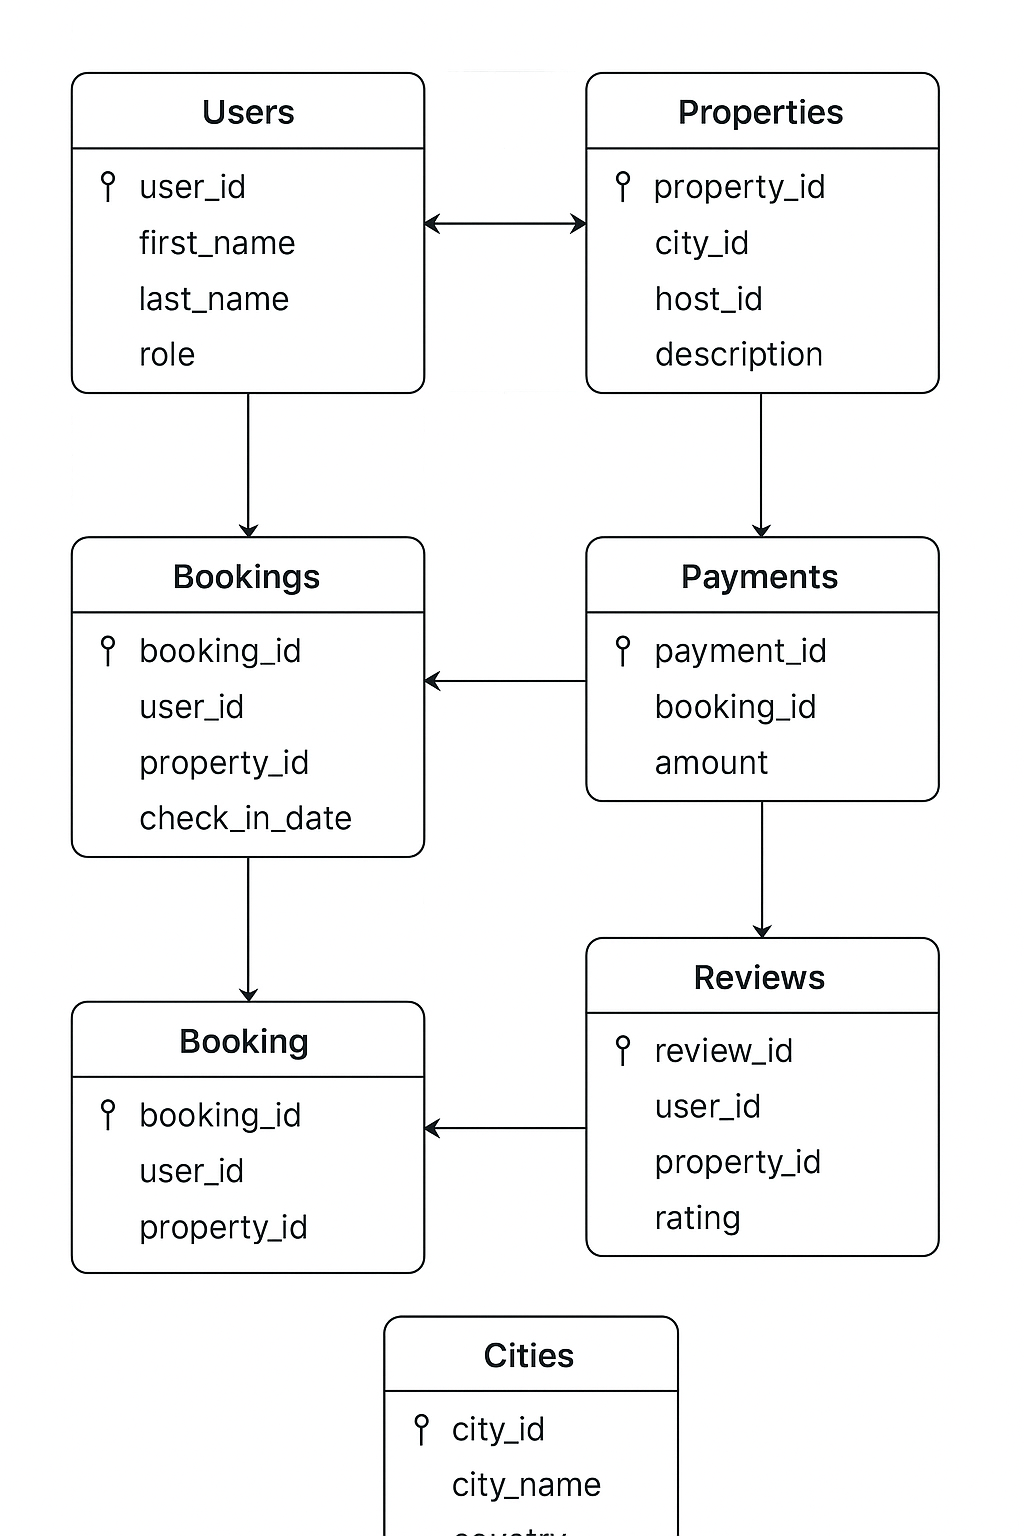 Users
user_id
first_name
last_name
role
Properties
property_id
city_id
host_id
description
Bookings
booking_id
user_id
property_id
check_in_date
Payments
payment_id
booking_id
amount
Booking
booking_id
user_id
property_id
Reviews
review_id
user_id
property_id
rating
Cities
city_id
city_name